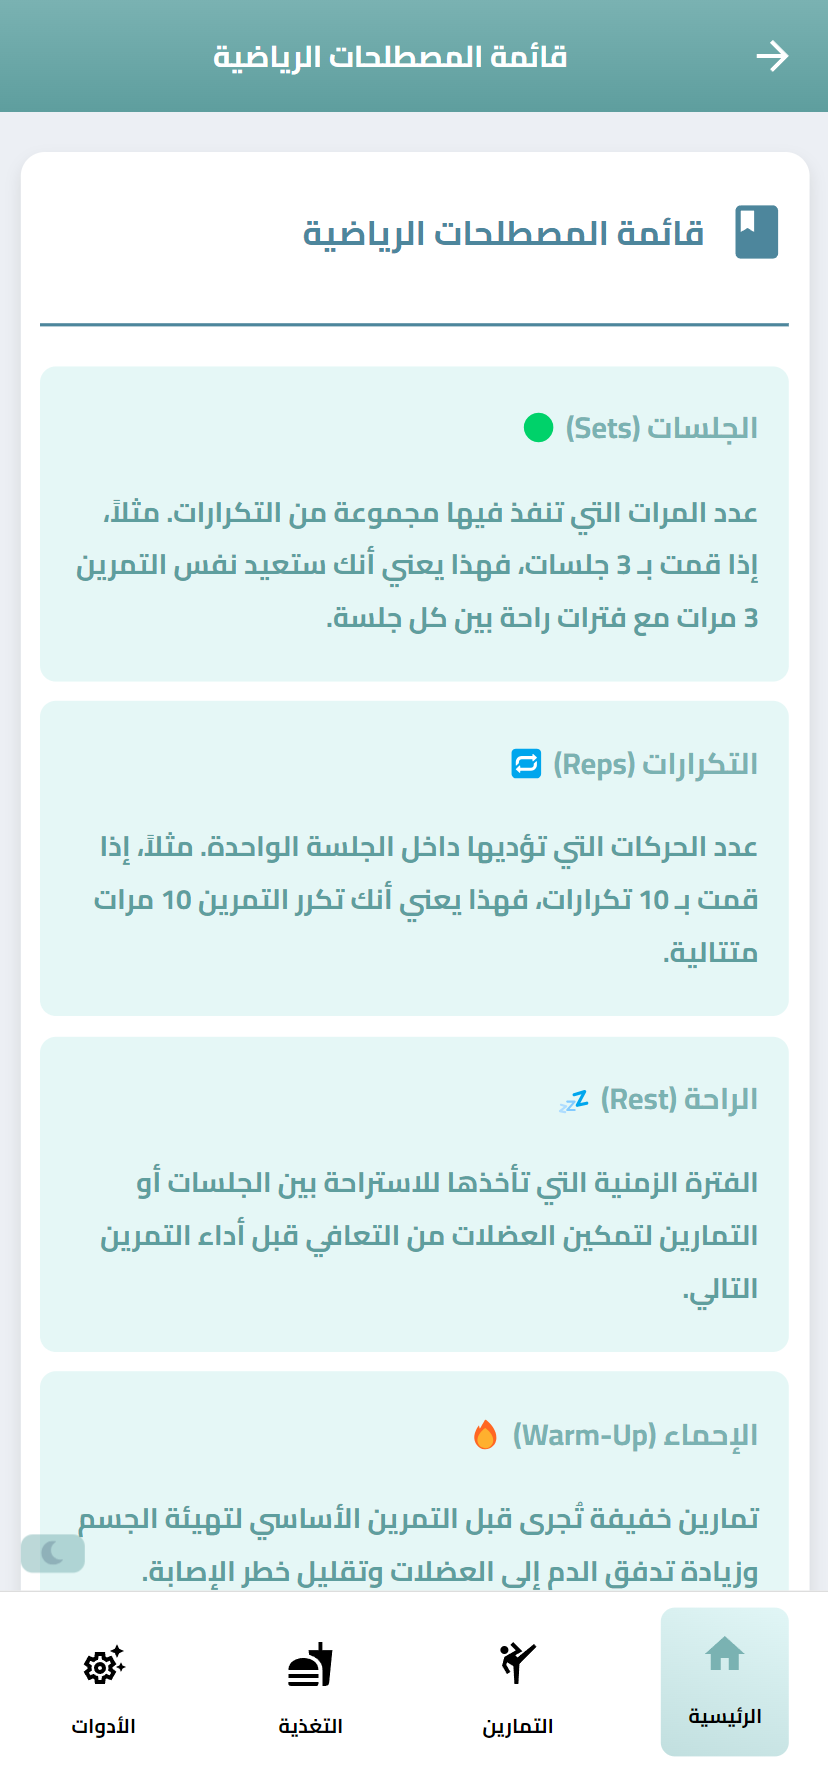 قائمة المصطلحات الرياضية
قائمة المصطلحات الرياضية
الجلسات (Sets)
عدد المرات التي تنفذ فيها مجموعة من التكرارات. مثلاً،
إذا قمت بـ 3 جلسات، فهذا يعني أنك ستعيد نفس التمرين
3 مرات مع فترات راحة بين كل جلسة.
التكرارات (Reps)
عدد الحركات التي تؤديها داخل الجلسة الواحدة. مثلاً، إذا
قمت بـ 10 تكرارات، فهذا يعني أنك تكرر التمرين 10 مرات
متتالية.
الراحة (Rest)
الفترة الزمنية التي تأخذها للاستراحة بين الجلسات أو
التمارين لتمكين العضلات من التعافي قبل أداء التمرين
التالي.
الإحماء (Warm-Up)
تمارين خفيفة تُجرى قبل التمرين الأساسي لتهيئة الجسم
وزيادة تدفق الدم إلى العضلات وتقليل خطر الإصابة.
الرئيسية
التمارين
التغذية
الأدوات